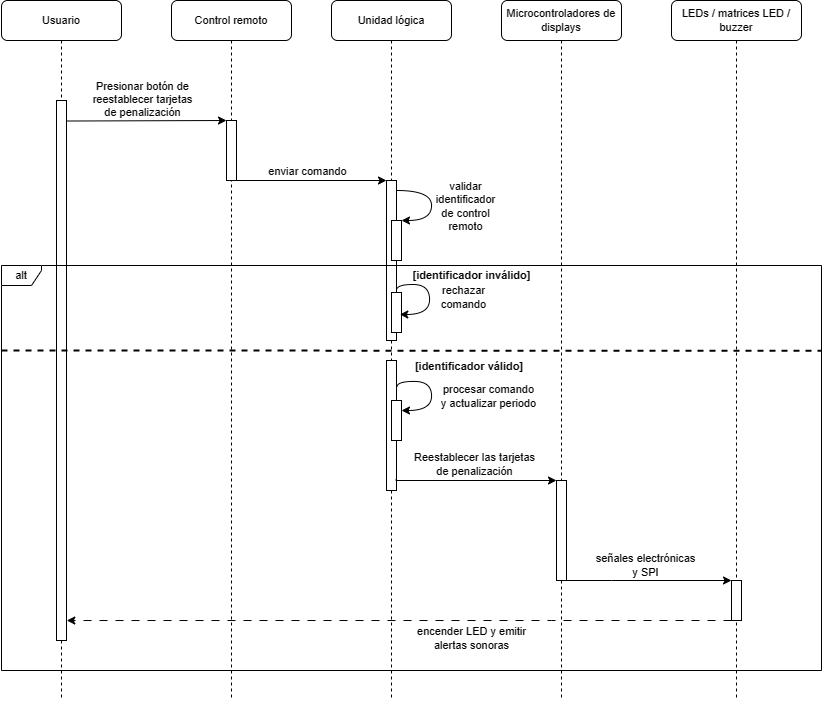 Usuario
Control remoto
Unidad lógica
Microcontroladores de
displays
LEDs / matrices LED /
buzzer
Presionar botón de
reestablecer tarjetas
de penalización
enviar comando
validar
identificador
de control
remoto
alt
[identificador inválido]
rechazar
comando
[identificador válido]
procesar comando
y actualizar periodo
Reestablecer las tarjetas
de penalización
señales electrónicas
y SPI
encender LED y emitir
alertas sonoras